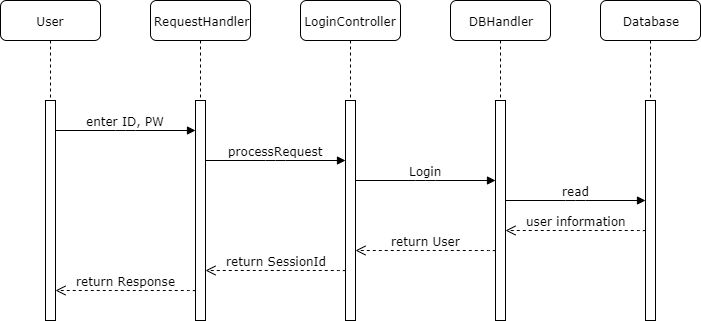 User
RequestHandler
LoginController
DBHandler
Database
enter ID, PW
processRequest
Login
read
user information
return User
return SessionId
return Response